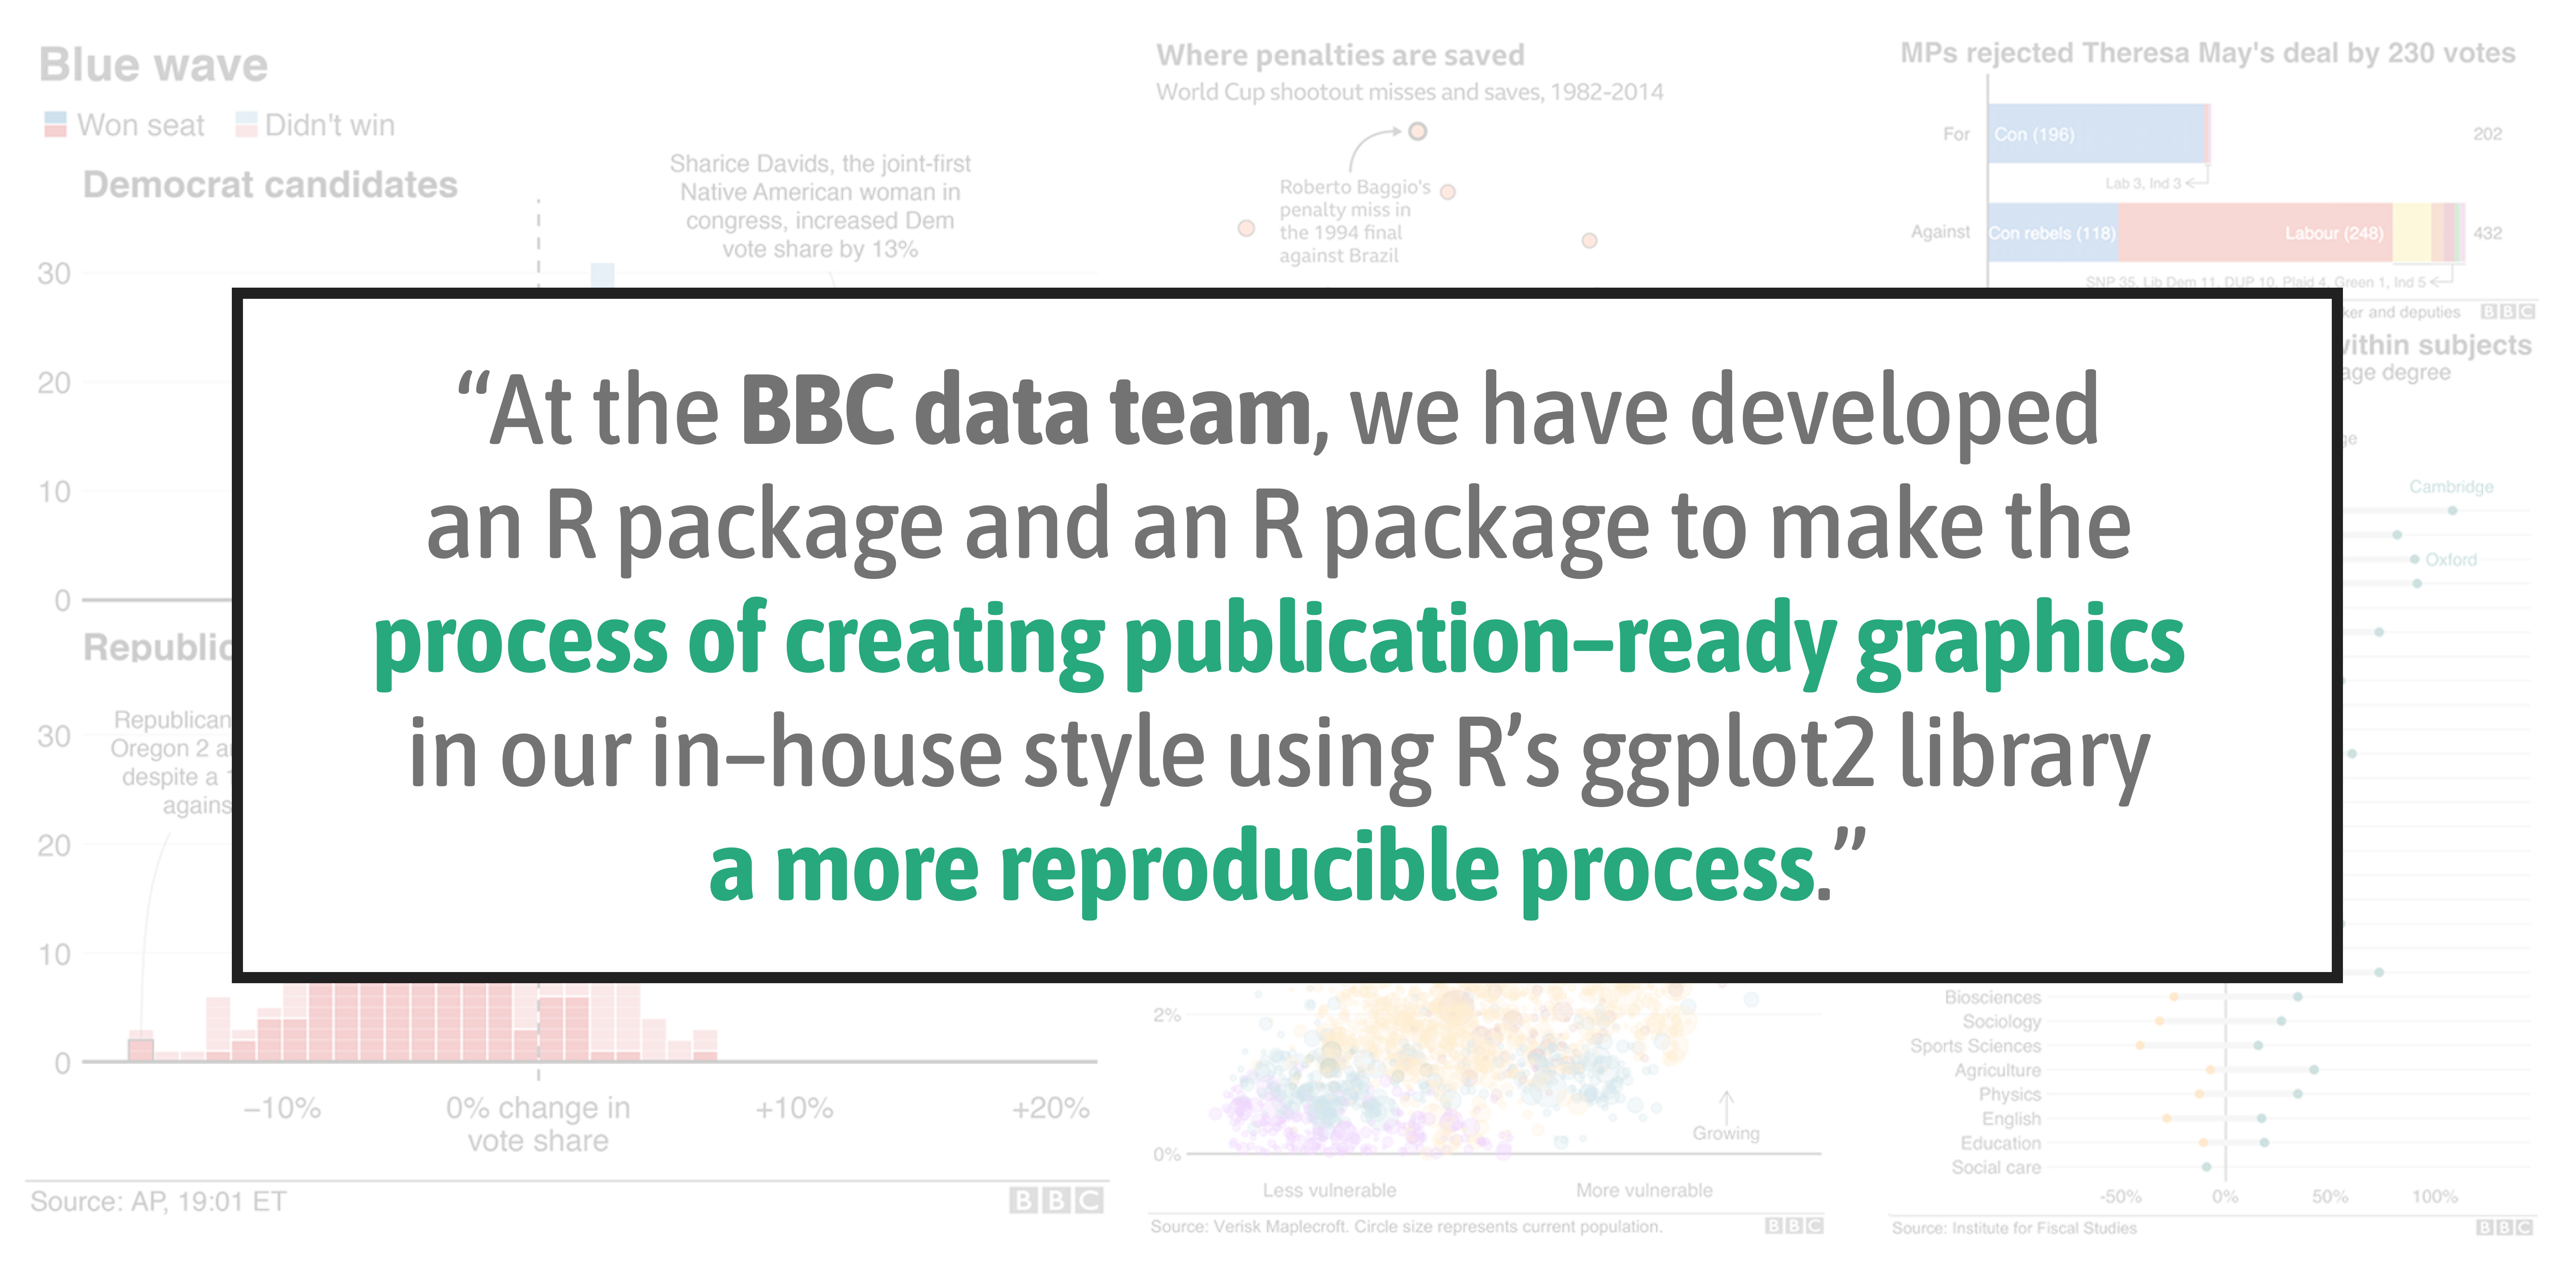 Blue wave
Won seat Didn't win
Democrat candidates
Sharice Davids, the joint-first
Native American woman in
congress, increased Dem
vote share by 13%
30
20
10
0
Republic
Republican
Oregon 2
despite a
agains
30
20
10
0
−10% 0% change in +10% +20%
vote share
Source: AP, 19:01 ET
BBC
Where penalties are saved
World Cup shootout misses and saves, 1982-2014
Roberto Baggio's
penalty miss in
the 1994 final
against Brazil
MPs rejected Theresa May's deal by 230 votes
For Con (196) 202
Lab 3, Ind 3
Against Con rebels (118) Labour (248) 432
SNP 35, Lib Dem 11, DUP 10, Plaid 4, Green 1, Ind 5
ker and deputies BBC
within subjects
age degree
ge
Cambridge
Oxford
“At the BBC data team, we have developed
an R package and an R package to make the
process of creating publication–ready graphics
in our in–house style using R’s ggplot2 library
a more reproducible process.”
2%
0%
Growing
Less vulnerable More vulnerable
Source: Verisk Maplecroft. Circle size represents current population.
BBC
Biosciences
Sociology
Sports Sciences
Agriculture
Physics
English
Education
Social care
-50% 0% 50% 100%
Source: Institute for Fiscal Studies
BBC